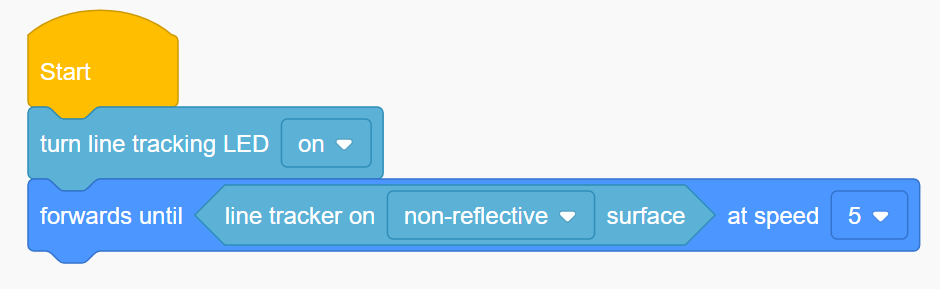 Start
turn line tracking LED on
forwards until line tracker on non-reflective surface at speed 5